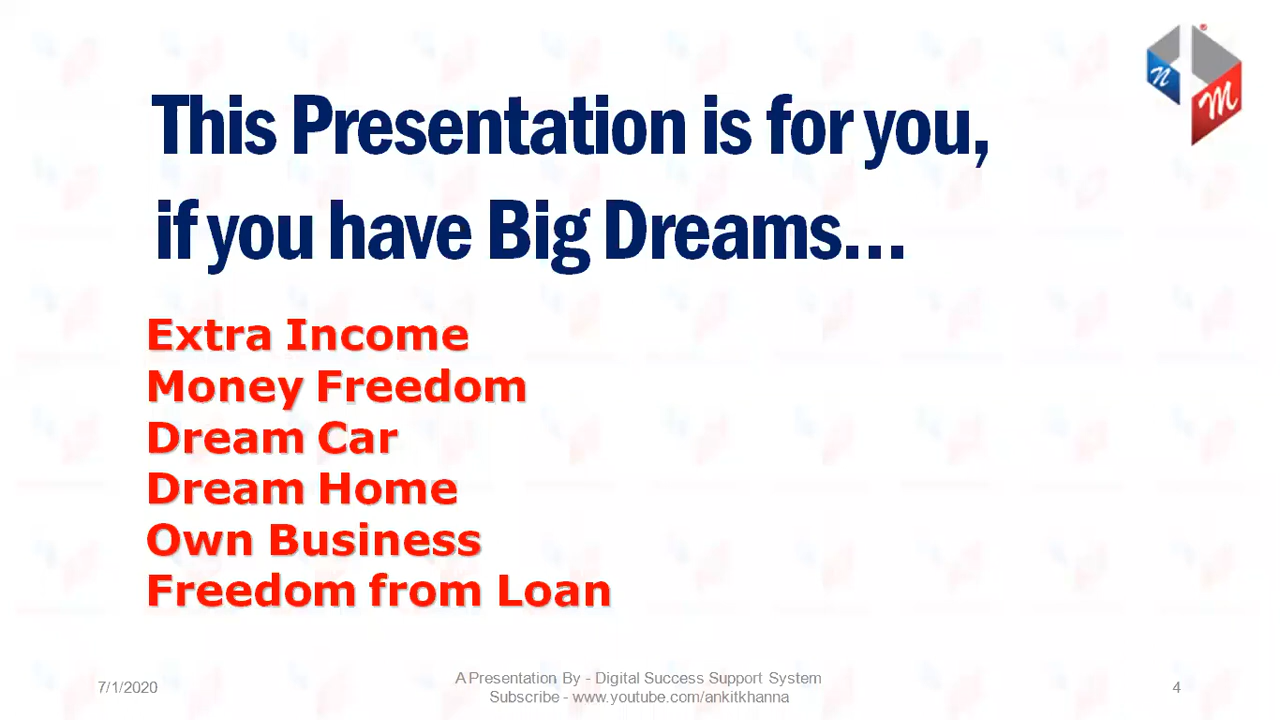 This Presentation is for you,
if you have Big Dreams...
Extra Income
Money Freedom
Dream Car
Dream Home
Own Business
Freedom from Loan
7/1/2020
A Presentation By - Digital Success Support System
Subscribe - www.youtube.com/ankitkhanna
4
n
M